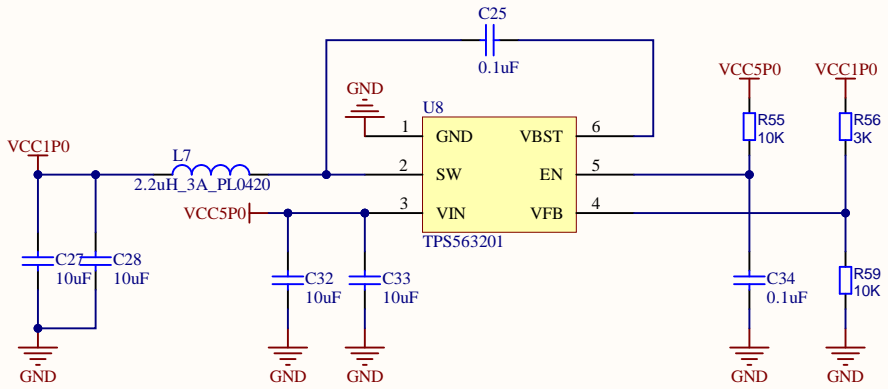 C25
0.1uF
VCC5P0
VCC1P0
GND
U8
R55
10K
R56
3K
1
GND
VBST
6
VCC1P0
L7
2.2uH_3A_PL0420
2
SW
EN
5
VCC5P0
3
VIN
VFB
4
TPS563201
C27
10uF
C28
10uF
C32
10uF
C33
10uF
C34
0.1uF
R59
10K
GND
GND
GND
GND
GND